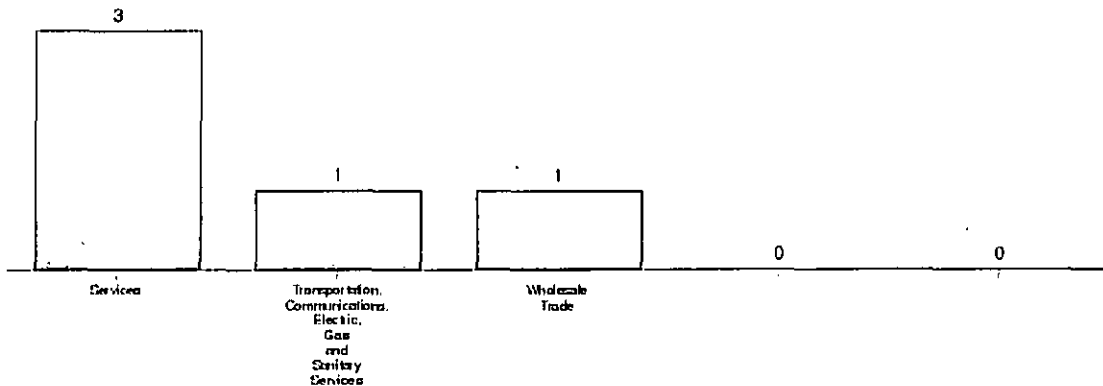 3
1
1
0
0
Services
Transportation,
Communications,
Electric,
Gas
and
Sanitary
Services
Wholesale
Trade